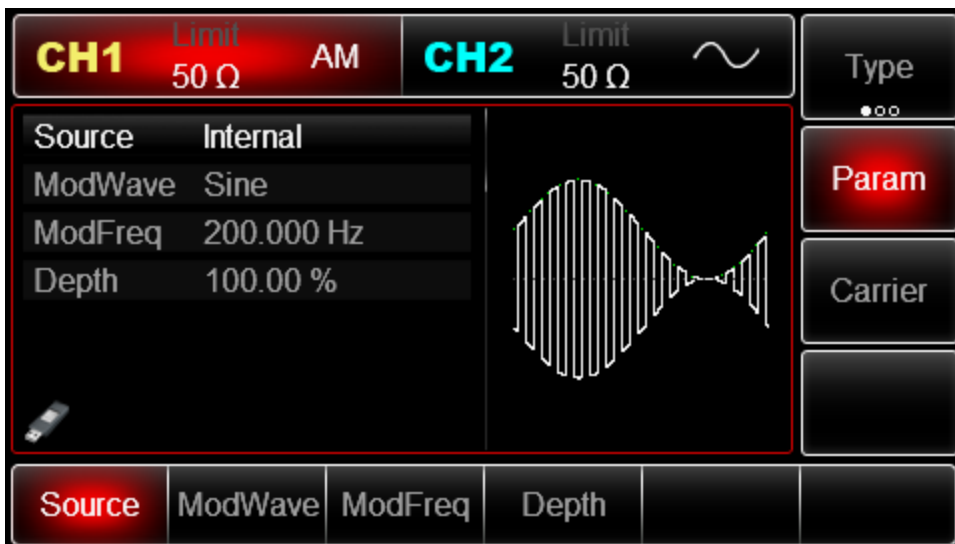 CH1 Limit 50 Ω AM
CH2 Limit 50 Ω
Type
Source Internal
ModWave Sine
ModFreq 200.000 Hz
Depth 100.00 %
Param
Carrier
Source ModWave ModFreq Depth